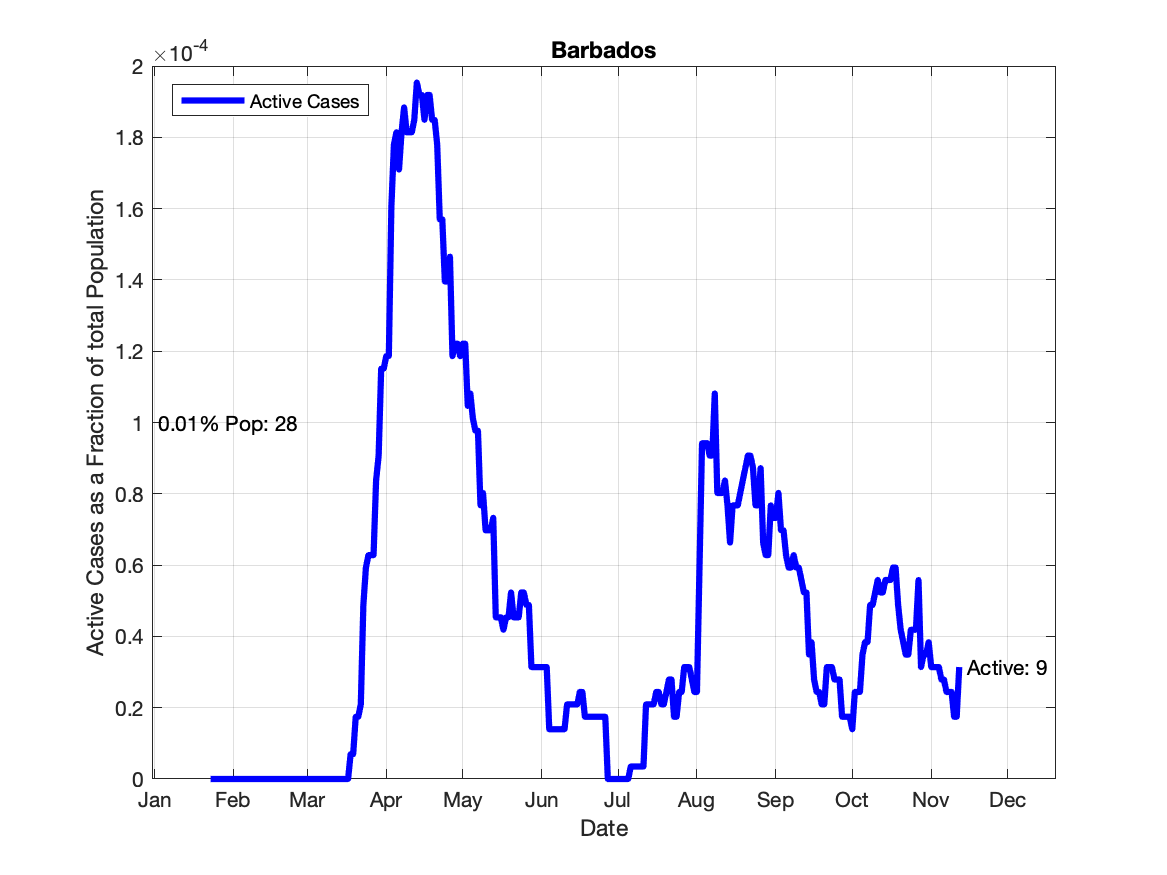 Barbados
×10-4
Active Cases
2
1.8
1.6
1.4
1.2
1
0.8
0.6
0.4
0.2
0
Active Cases as a Fraction of total Population
0.01% Pop: 28
Active: 9
Jan Feb Mar Apr May Jun Jul Aug Sep Oct Nov Dec
Date